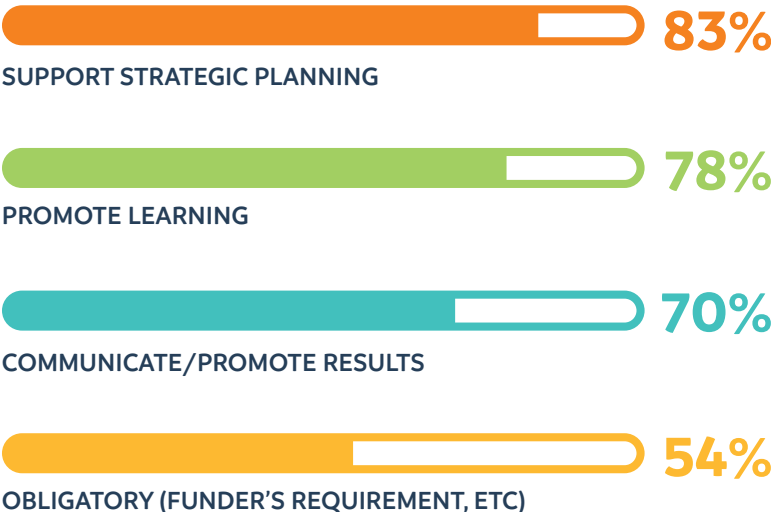 83%
SUPPORT STRATEGIC PLANNING
78%
PROMOTE LEARNING
70%
COMMUNICATE/PROMOTE RESULTS
54%
OBLIGATORY (FUNDER’S REQUIREMENT, ETC)